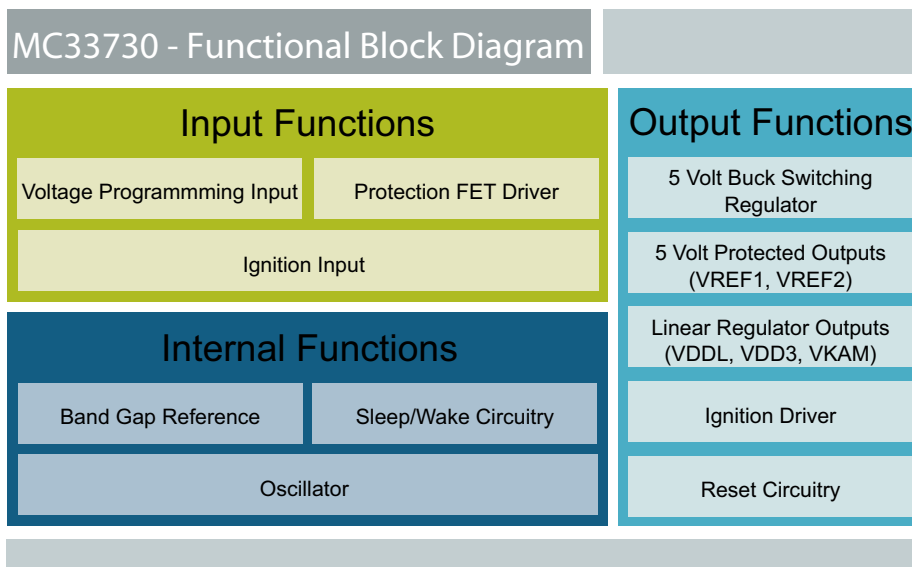 MC33730 - Functional Block Diagram
Input Functions
Voltage Programmming Input
Protection FET Driver
Ignition Input
Internal Functions
Band Gap Reference
Sleep/Wake Circuitry
Oscillator
Output Functions
5 Volt Buck Switching
Regulator
5 Volt Protected Outputs
(VREF1, VREF2)
Linear Regulator Outputs
(VDDL, VDD3, VKAM)
Ignition Driver
Reset Circuitry